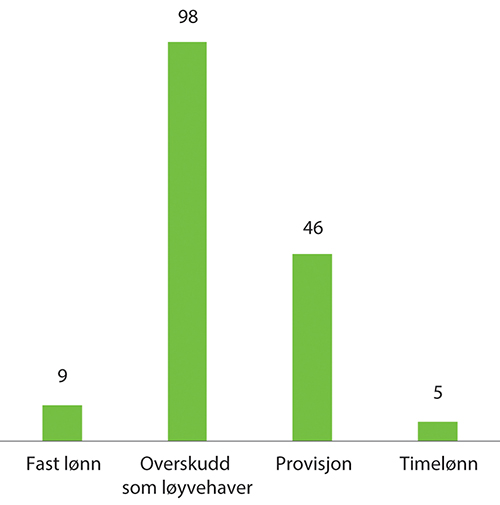 98
46
9
5
Fast lønn
Overskudd
som løyvehaver
Provisjon
Timelønn